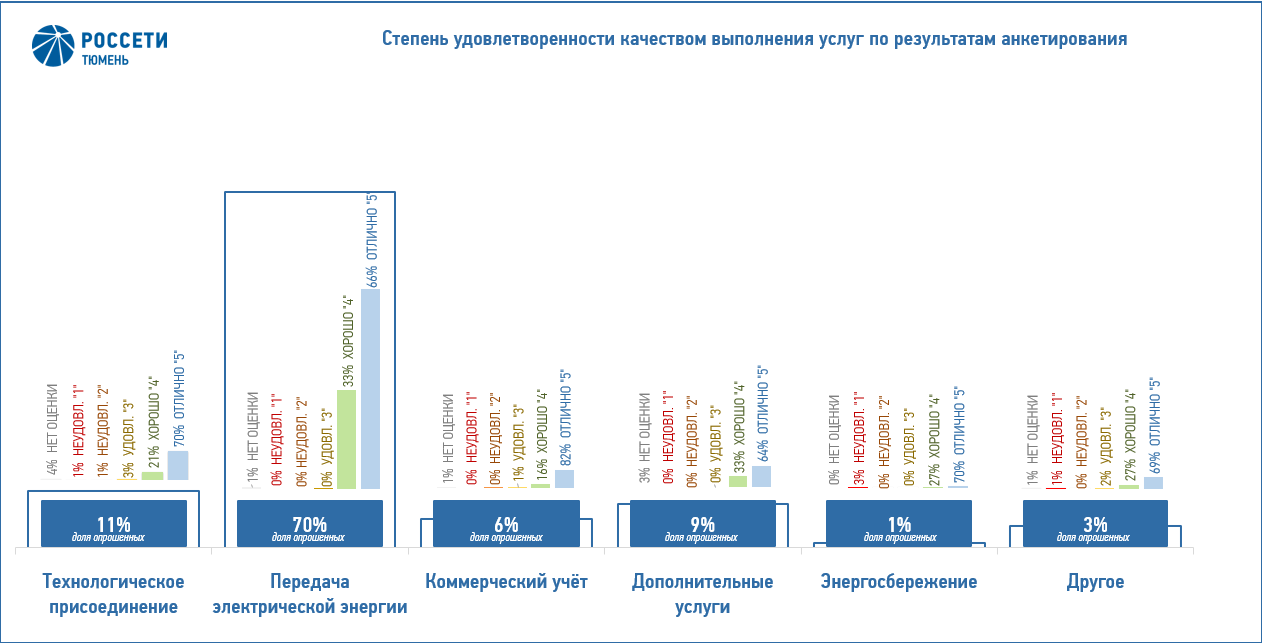 РОССЕТИ
ТЮМЕНЬ
Степень удовлетворенности качеством выполнения услуг по результатам анкетирования
4% НЕТ ОЦЕНКИ
1% НЕУДОВЛ. "1"
1% НЕУДОВЛ. "2"
3% УДОВЛ. "3"
21% ХОРОШО "4"
70% ОТЛИЧНО "5"
1% НЕТ ОЦЕНКИ
0% НЕУДОВЛ. "1"
0% НЕУДОВЛ. "2"
0% УДОВЛ. "3"
33% ХОРОШО "4"
66% ОТЛИЧНО "5"
1% НЕТ ОЦЕНКИ
0% НЕУДОВЛ. "1"
0% НЕУДОВЛ. "2"
1% УДОВЛ. "3"
16% ХОРОШО "4"
82% ОТЛИЧНО "5"
3% НЕТ ОЦЕНКИ
0% НЕУДОВЛ. "1"
0% НЕУДОВЛ. "2"
0% УДОВЛ. "3"
33% ХОРОШО "4"
64% ОТЛИЧНО "5"
0% НЕТ ОЦЕНКИ
3% НЕУДОВЛ. "1"
0% НЕУДОВЛ. "2"
0% УДОВЛ. "3"
27% ХОРОШО "4"
70% ОТЛИЧНО "5"
1% НЕТ ОЦЕНКИ
1% НЕУДОВЛ. "1"
0% НЕУДОВЛ. "2"
2% УДОВЛ. "3"
27% ХОРОШО "4"
69% ОТЛИЧНО "5"
11%
доля опрошенных
70%
доля опрошенных
6%
доля опрошенных
9%
доля опрошенных
1%
доля опрошенных
3%
доля опрошенных
Технологическое
присоединение
Передача
электрической энергии
Коммерческий учёт
Дополнительные
услуги
Энергосбережение
Другое